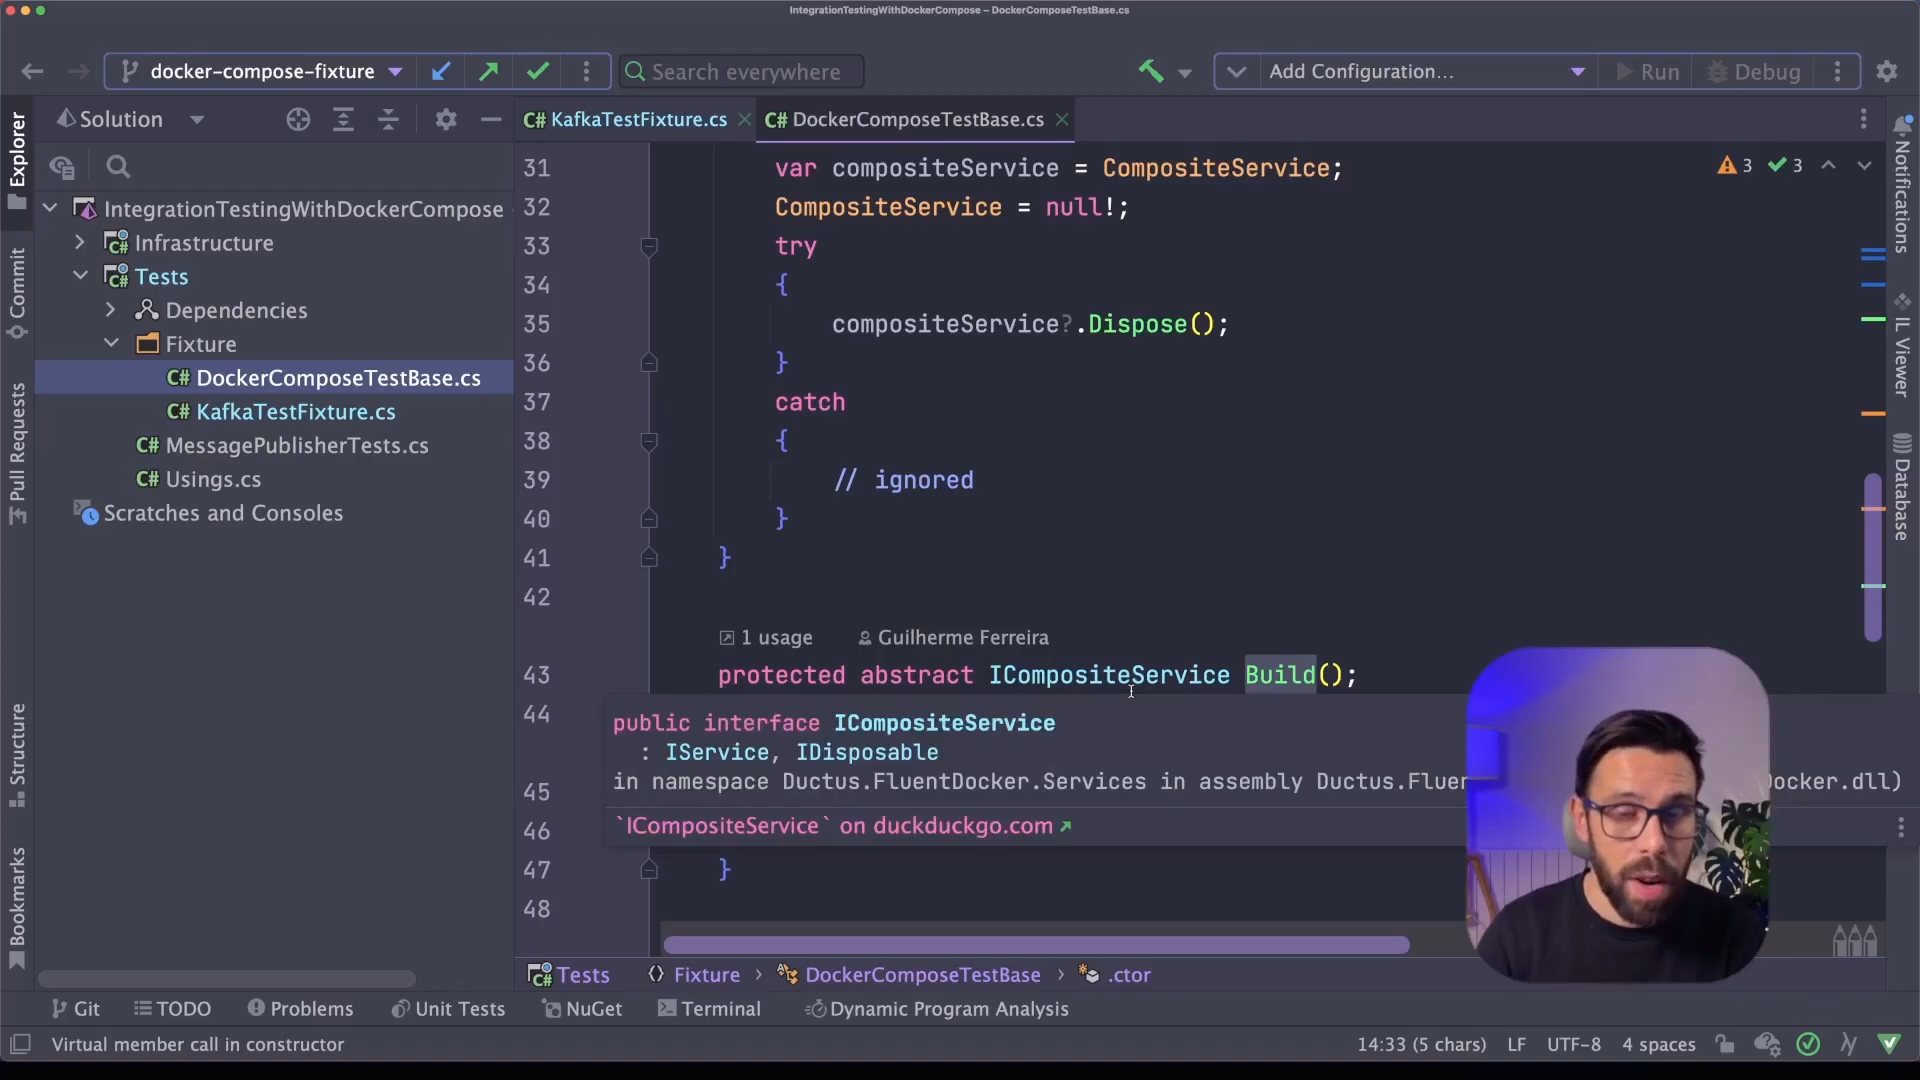 IntegrationTestingWithDockerCompose – DockerComposeTestBase.cs
docker-compose-fixture
Search everywhere
Add Configuration...
Run
Debug
Explorer
Commit
Pull Requests
Structure
Bookmarks
Solution
IntegrationTestingWithDockerCompose
C# Infrastructure
C# Tests
Dependencies
Fixture
C# DockerComposeTestBase.cs
C# KafkaTestFixture.cs
C# MessagePublisherTests.cs
C# Usings.cs
Scratches and Consoles
C# KafkaTestFixture.cs
C# DockerComposeTestBase.cs
3 3
31 var compositeService = CompositeService;
32 CompositeService = null!;
33 try
34 {
35 compositeService?.Dispose();
36 }
37 catch
38 {
39 // ignored
40 }
41 }
42
1 usage Guilherme Ferreira
43 protected abstract ICompositeService Build();
44
public interface ICompositeService
: IService, IDisposable
in namespace Ductus.FluentDocker.Services in assembly Ductus.Fluen
ocker.dll)
`ICompositeService` on duckduckgo.com
45
46
47 }
48
Notifications
IL Viewer
Database
C# Tests
Fixture
DockerComposeTestBase
.ctor
Git
TODO
Problems
Unit Tests
NuGet
Terminal
Dynamic Program Analysis
Virtual member call in constructor
14:33 (5 chars)
LF
UTF-8
4 spaces